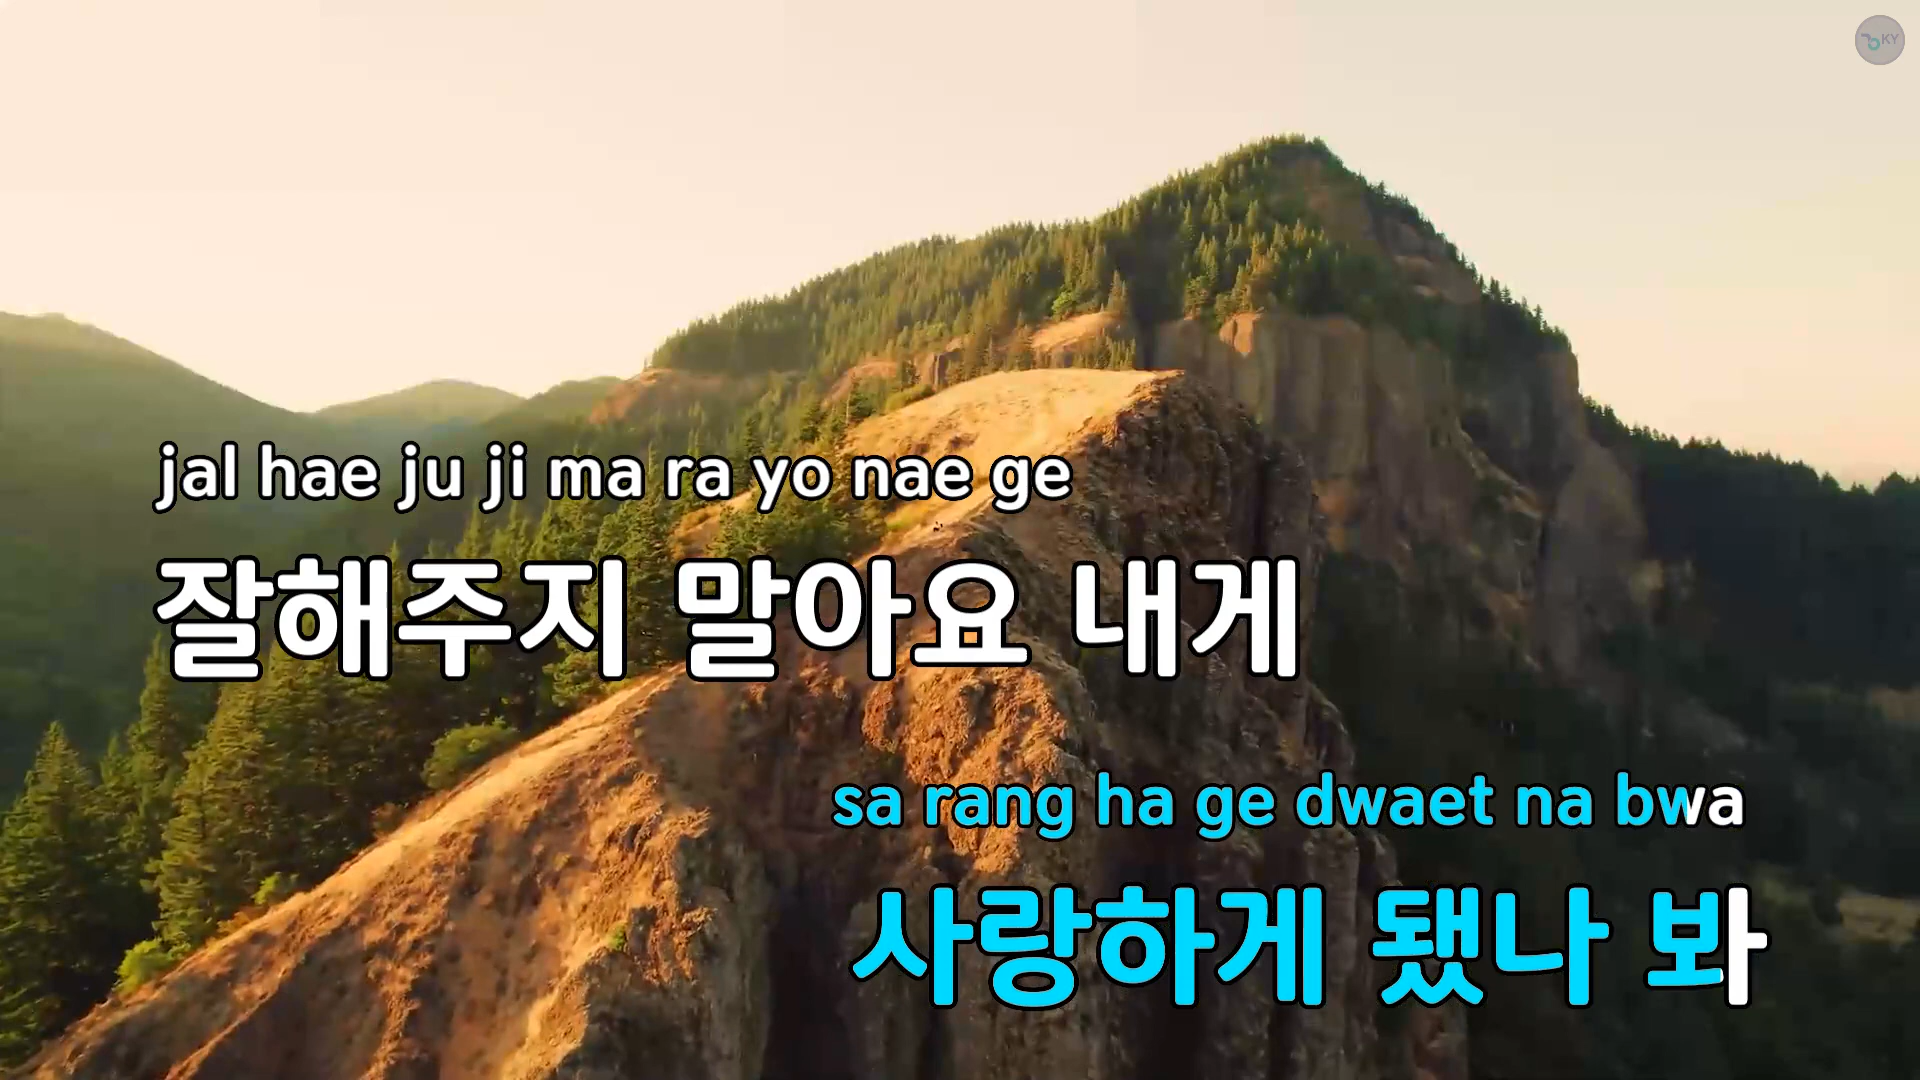 KY
jal hae ju ji ma ra yo nae ge
잘해주지 말아요 내게
sa rang ha ge dwaet na bwa
사랑하게 됐나 봐